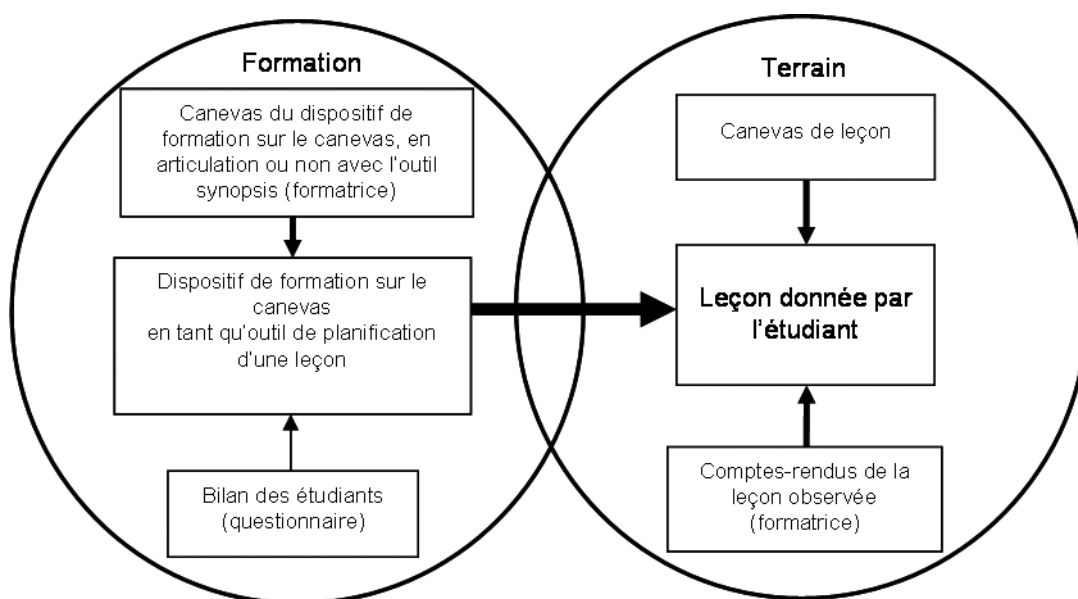 Formation
Canevas du dispositif de
formation sur le canevas, en
articulation ou non avec l'outil
synopsis (formatrice)
Dispositif de formation sur le
canevas
en tant qu'outil de planification
d'une leçon
Bilan des étudiants
(questionnaire)
Terrain
Canevas de leçon
Leçon donnée par
l'étudiant
Comptes-rendus de la
leçon observée
(formatrice)